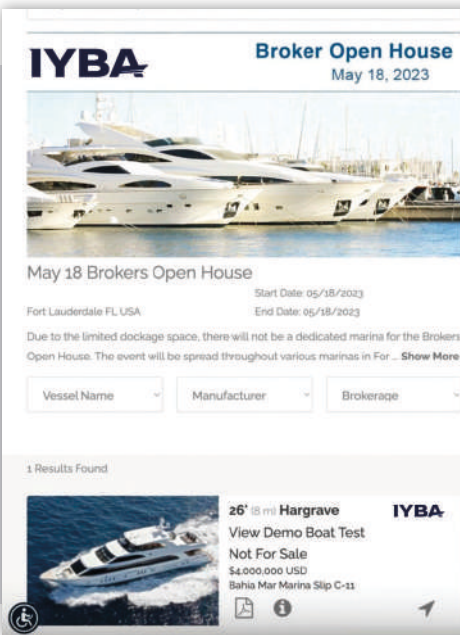 IYBA
Broker Open House
May 18, 2023
May 18 Brokers Open House
Start Date: 05/18/2023
Fort Lauderdale FL USA
End Date: 05/18/2023
Due to the limited dockage space, there will not be a dedicated marina for the Brokers
Open House. The event will be spread throughout various marinas in For ... Show More
Vessel Name
Manufacturer
Brokerage
1 Results Found
26' (8 m) Hargrave
IYBA
View Demo Boat Test
Not For Sale
$4,000,000 USD
Bahia Mar Marina Slip C-11